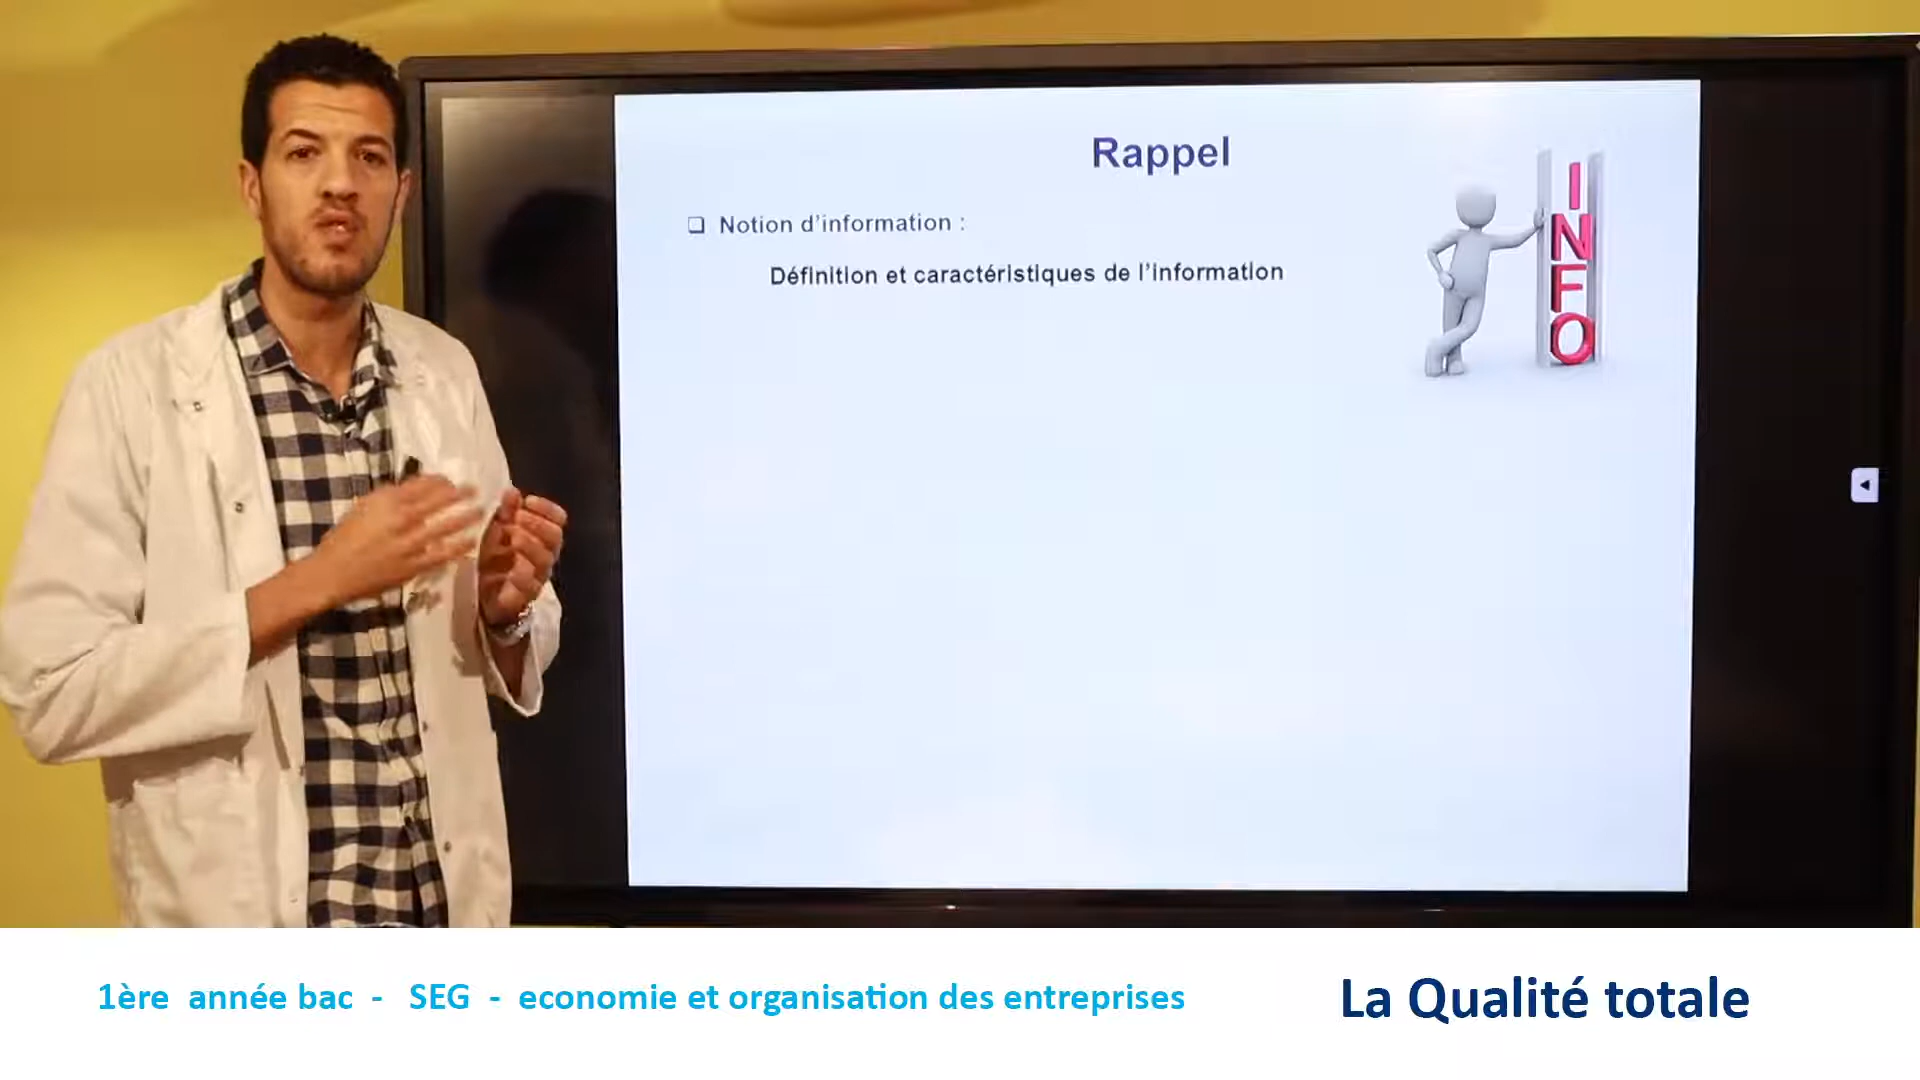 Rappel
❑ Notion d’information :
Définition et caractéristiques de l’information
INFO
1ère année bac - SEG - economie et organisation des entreprises
La Qualité totale